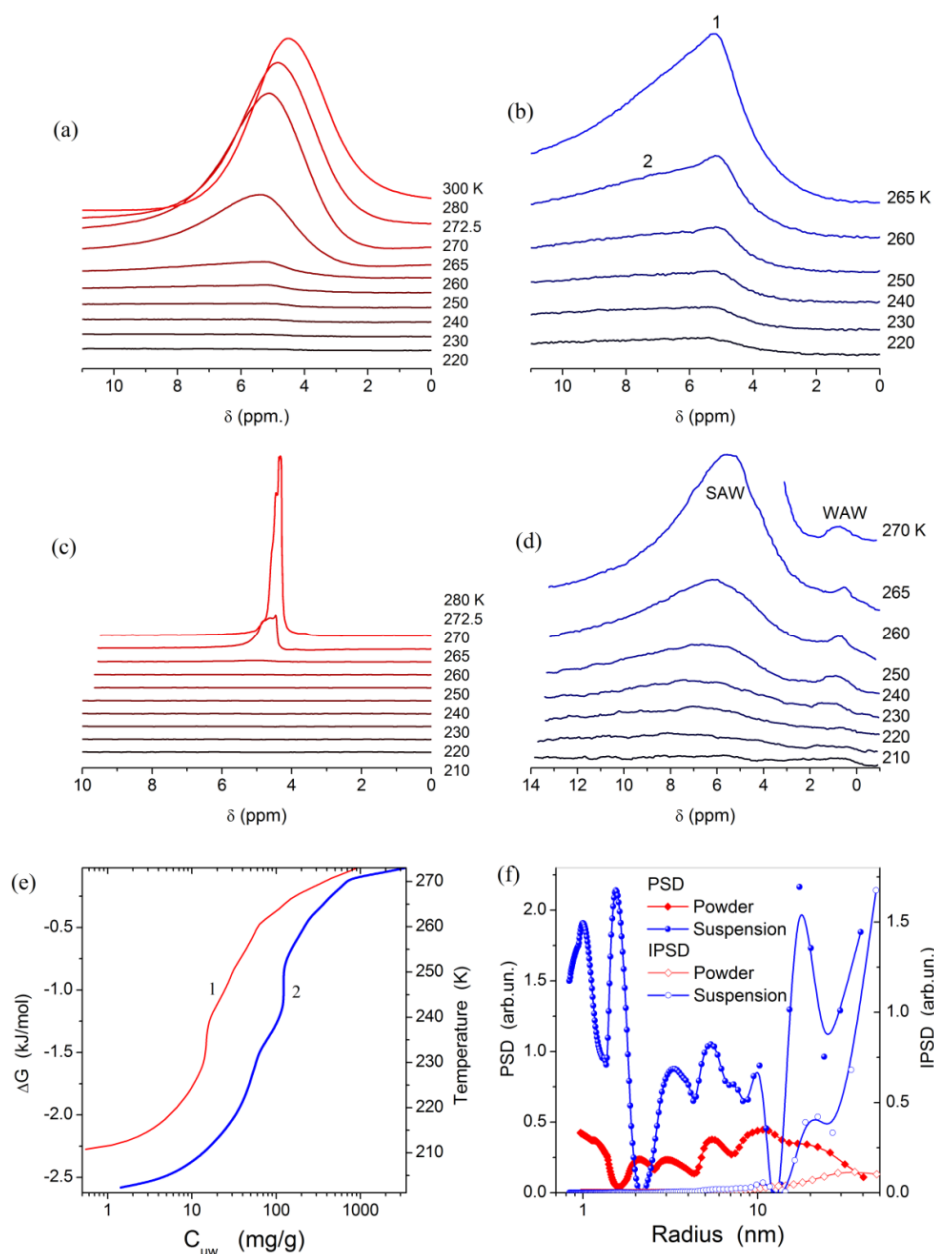 (a)
300 K
280
272.5
270
265
260
250
240
230
220
10 8 6 4 2 0
δ (ppm.)
(b)
1
2
265 K
260
250
240
230
220
10 8 6 4 2 0
δ (ppm)
(c)
280 K
272.5
270
265
260
250
240
230
220
210
10 8 6 4 2 0
δ (ppm)
(d)
SAW
WAW
270 K
265
260
250
240
230
220
210
14 12 10 8 6 4 2 0
δ (ppm)
(e)
1
2
-0.5
-1.0
-1.5
-2.0
-2.5
ΔG (kJ/mol)
270
260
250
240
230
220
210
Temperature (K)
1 10 100 1000
C_uw (mg/g)
(f)
PSD
Powder
Suspension
IPSD
Powder
Suspension
2.5
2.0
1.5
1.0
0.5
0.0
PSD (arb.un.)
1.5
1.0
0.5
0.0
IPSD (arb.un.)
1 10
Radius (nm)